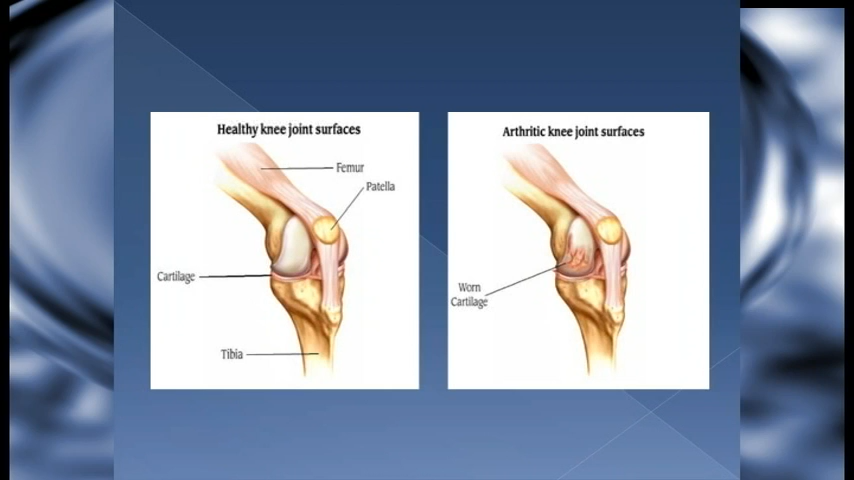 Healthy knee joint surfaces
Femur
Patella
Cartilage
Tibia
Arthritic knee joint surfaces
Worn
Cartilage